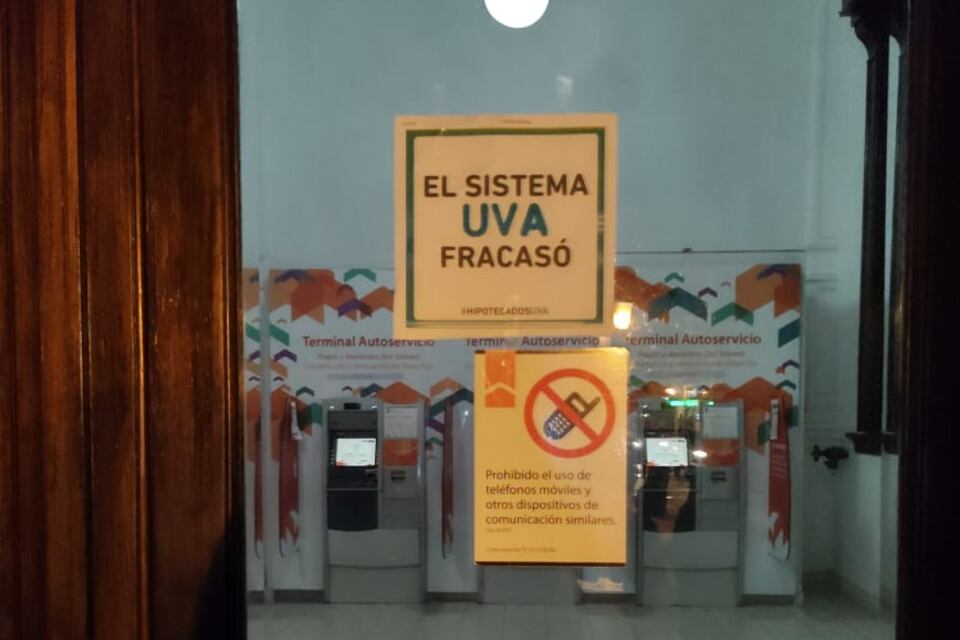 EL SISTEMA
UVA
FRACASÓ
#HIPOTECADOSUVA
Terminal Autoservicio
Terminal Autoservicio
Terminal Autoservicio
Prohibido el uso de
teléfonos móviles y
otros dispositivos de
comunicación similares.